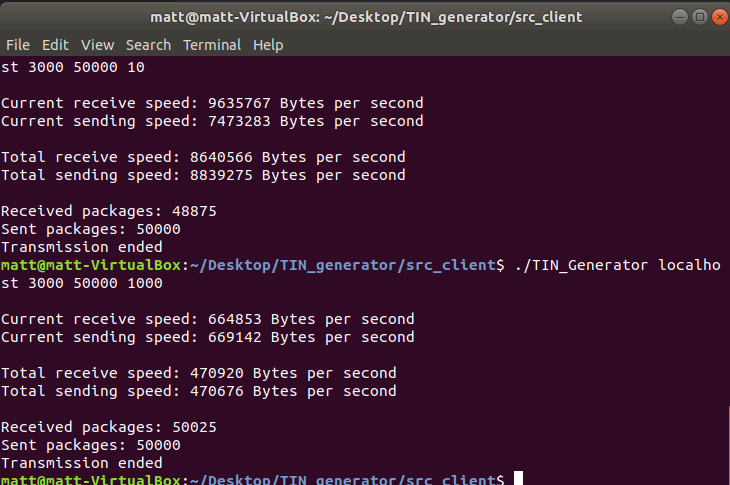 matt@matt-VirtualBox: ~/Desktop/TIN_generator/src_client
File Edit View Search Terminal Help
st 3000 50000 10
Current receive speed: 9635767 Bytes per second
Current sending speed: 7473283 Bytes per second
Total receive speed: 8640566 Bytes per second
Total sending speed: 8839275 Bytes per second
Received packages: 48875
Sent packages: 50000
Transmission ended
matt@matt-VirtualBox:~/Desktop/TIN_generator/src_client$ ./TIN_Generator localho
st 3000 50000 1000
Current receive speed: 664853 Bytes per second
Current sending speed: 669142 Bytes per second
Total receive speed: 470920 Bytes per second
Total sending speed: 470676 Bytes per second
Received packages: 50025
Sent packages: 50000
Transmission ended
matt@matt-VirtualBox:~/Desktop/TIN_generator/src_client$